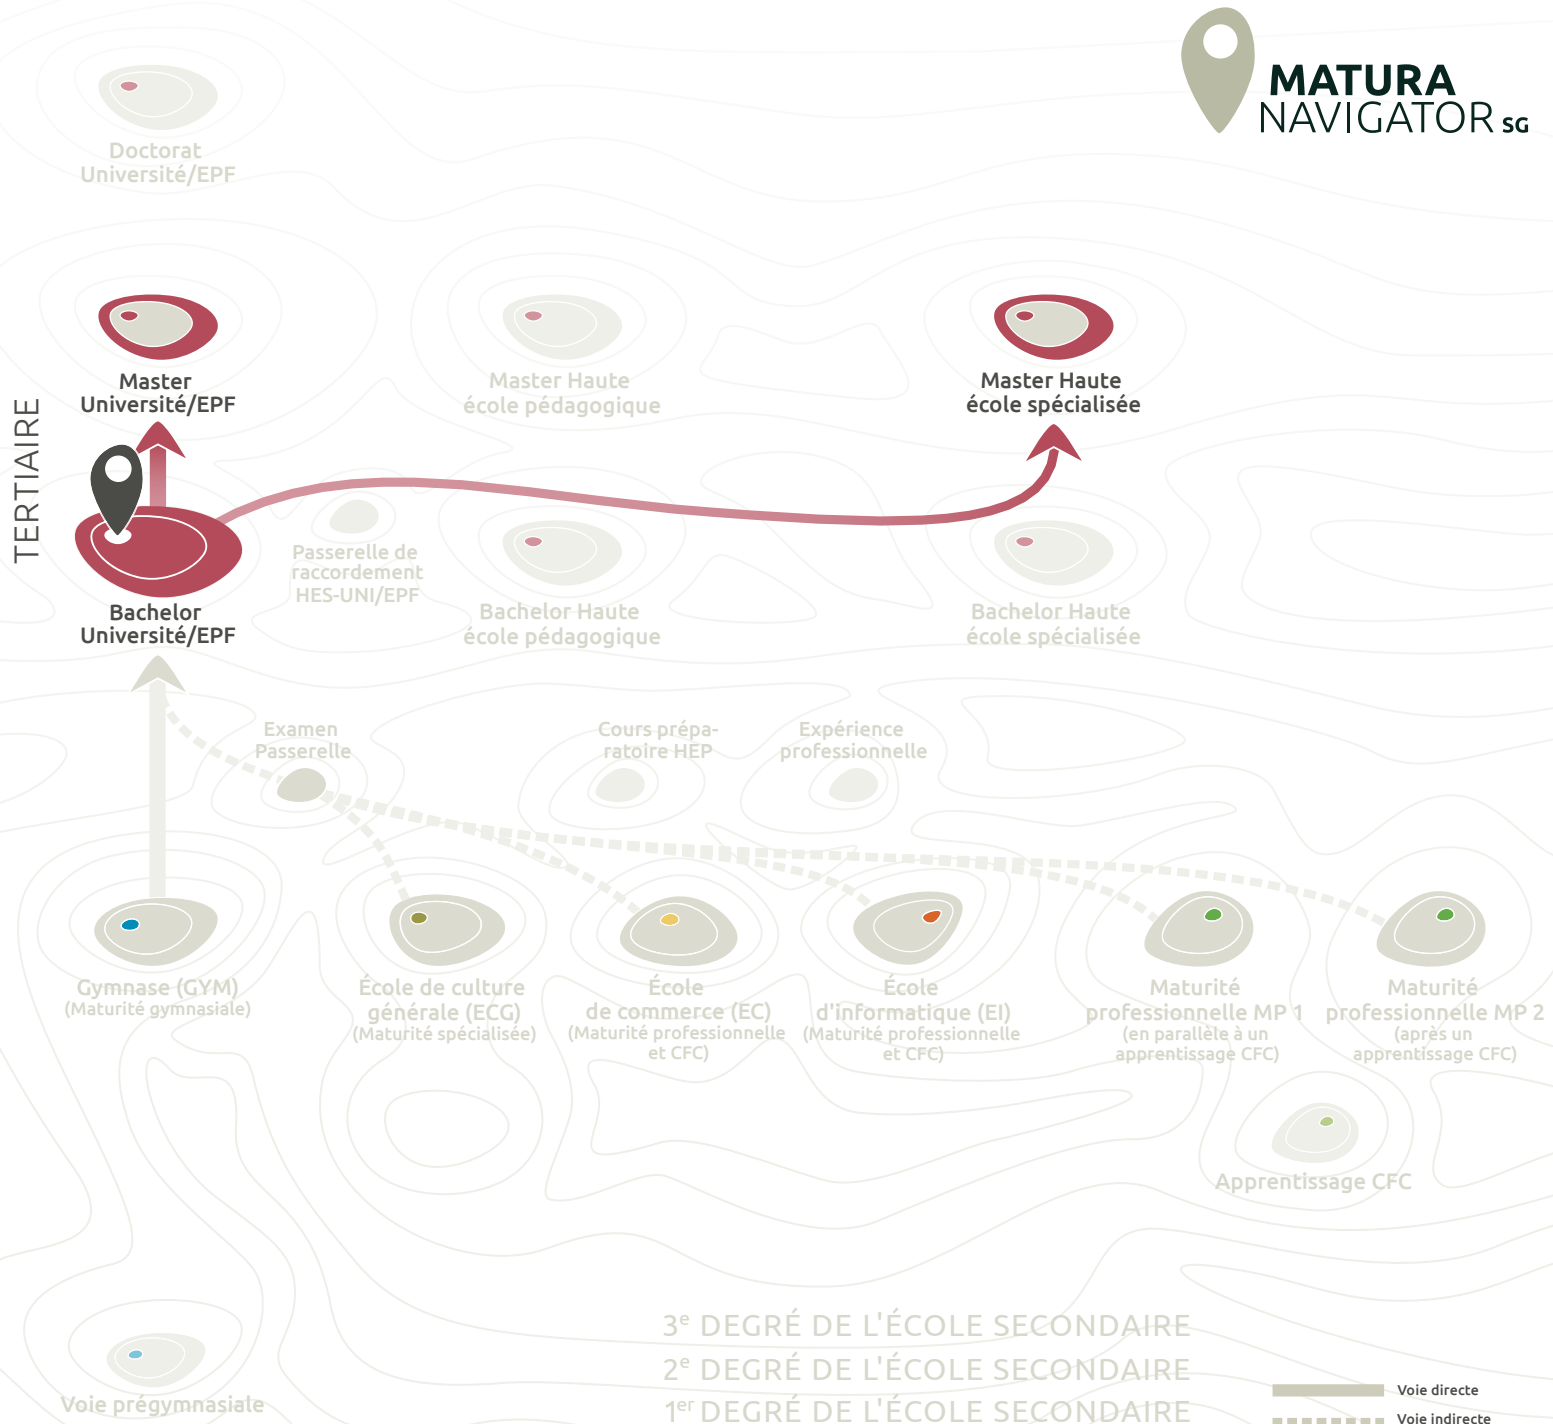 MATURA
NAVIGATOR SG
Doctorat
Université/EPF
Master
Université/EPF
Master Haute
école pédagogique
Master Haute
école spécialisée
TERTIAIRE
Passerelle de
raccordement
HES-UNI/EPF
Bachelor
Université/EPF
Bachelor Haute
école pédagogique
Bachelor Haute
école spécialisée
Examen
Passerelle
Cours prépa-
ratoire HEP
Expérience
professionnelle
Gymnase (GYM)
(Maturité gymnasiale)
École de culture
générale (ECG)
(Maturité spécialisée)
École
de commerce (EC)
(Maturité professionnelle
et CFC)
École
d'informatique (EI)
(Maturité professionnelle
et CFC)
Maturité
professionnelle MP 1
(en parallèle à un
apprentissage CFC)
Maturité
professionnelle MP 2
(après un
apprentissage CFC)
Apprentissage CFC
3e DEGRÉ DE L'ÉCOLE SECONDAIRE
2e DEGRÉ DE L'ÉCOLE SECONDAIRE
1er DEGRÉ DE L'ÉCOLE SECONDAIRE
Voie prégymnasiale
Voie directe
Voie indirecte